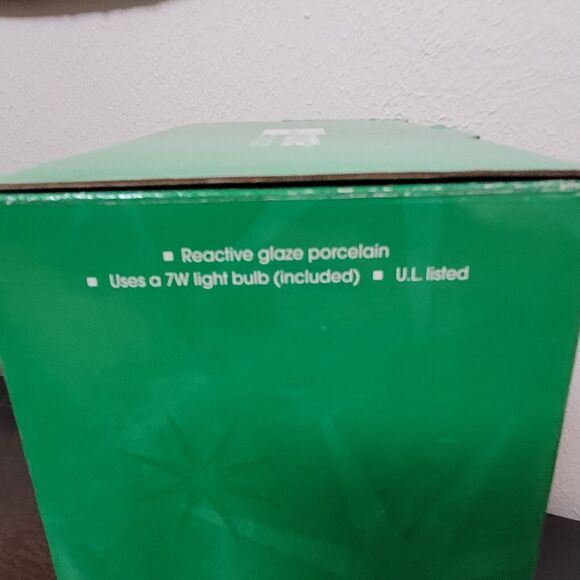 ▪ Reactive glaze porcelain
▪ Uses a 7W light bulb (included) ▪ U.L. listed